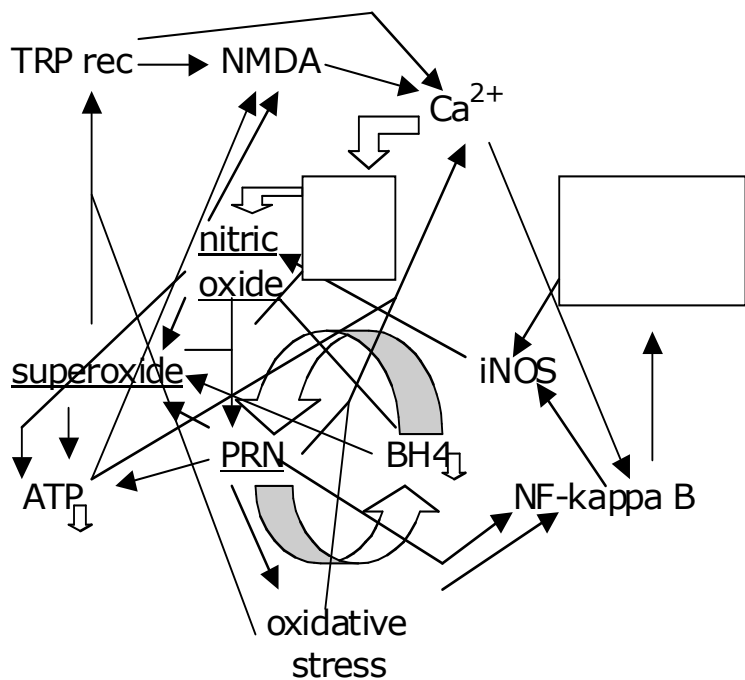 TRP rec
NMDA
Ca2+
nitric
oxide
superoxide
iNOS
PRN
BH4
ATP
NF-kappa B
oxidative
stress